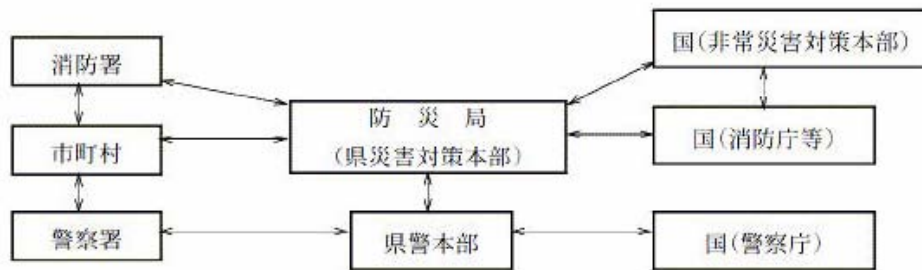 国(非常災害対策本部)
消防署
防災局
(県災害対策本部)
市町村
国(消防庁等)
警察署
県警本部
国(警察庁)